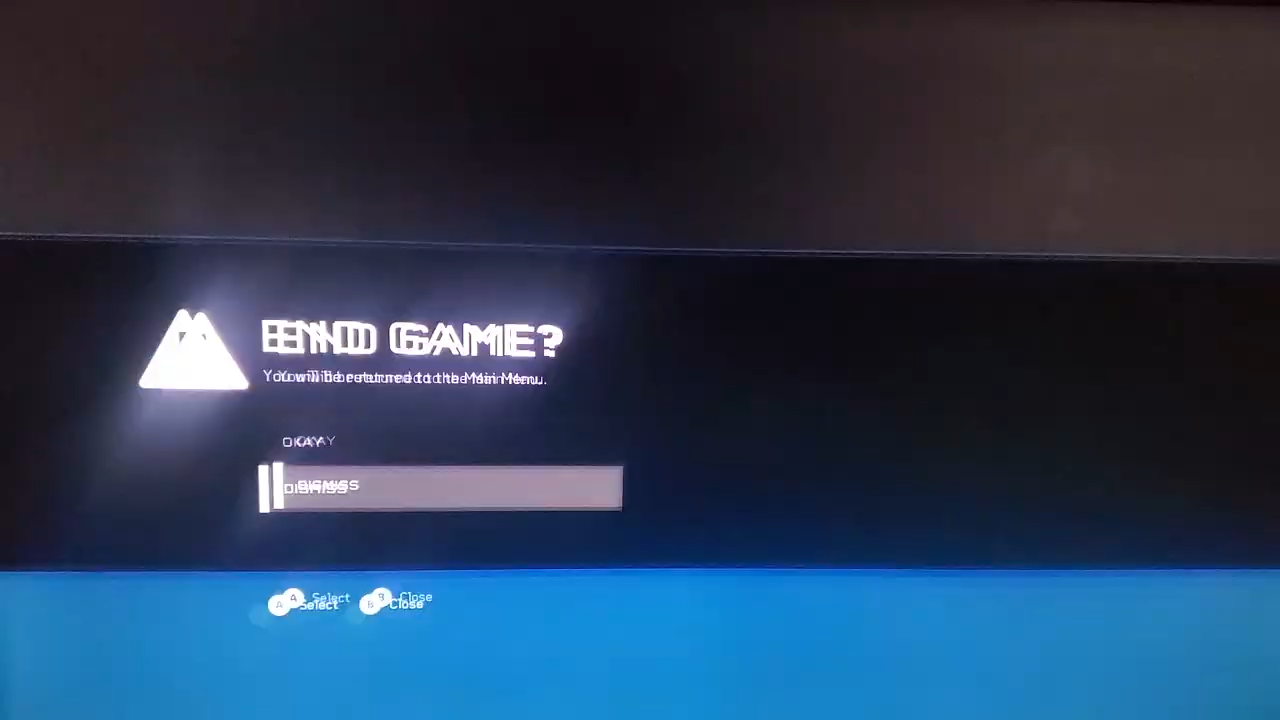 END GAME?
You will be returned to the Main Menu.
OKAY
DISMISS
A Select B Close